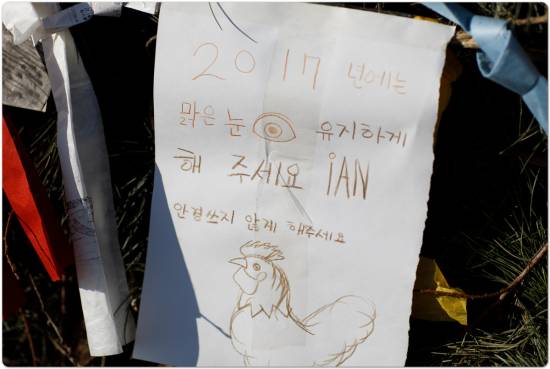 2017 년에는
맑은 눈 유지하게
해 주세요 iAN
안경쓰지 않게 해주세요